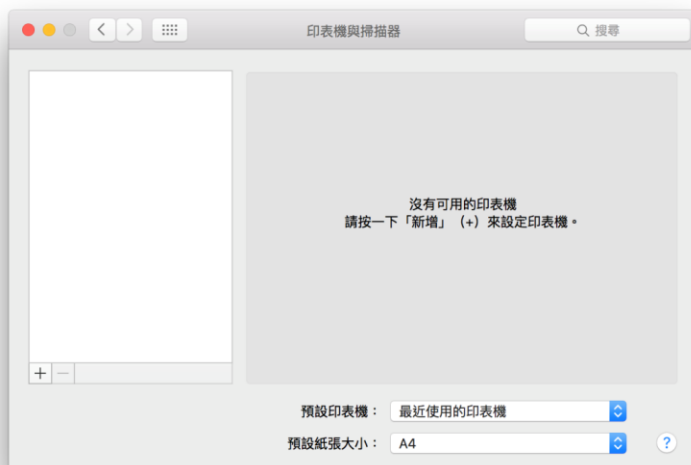 印表機與掃描器
搜尋
沒有可用的印表機
請按一下「新增」(+)來設定印表機。
預設印表機： 最近使用的印表機
預設紙張大小： A4
?